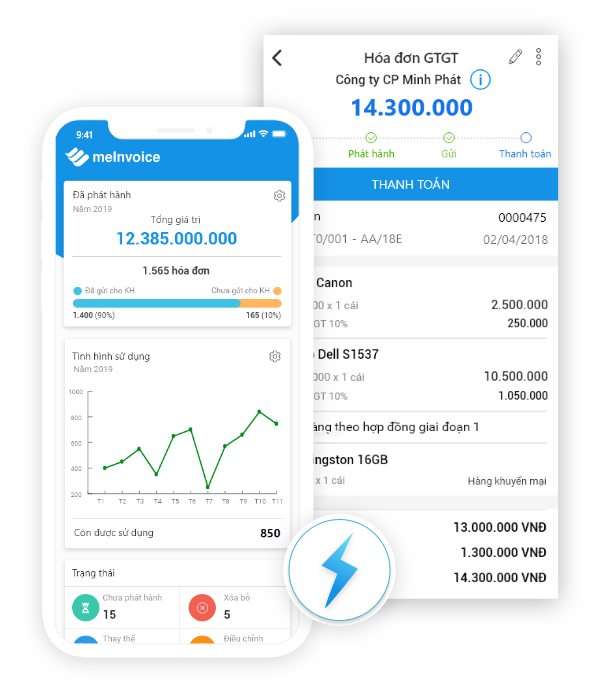 Hóa đơn GTGT
Công ty CP Minh Phát
14.300.000
Phát hành
Gửi
Thanh toán
THANH TOÁN
0000475
T0/001 - AA/18E
02/04/2018
Canon
00 x 1 cái
2.500.000
GT 10%
250.000
Dell S1537
000 x 1 cái
10.500.000
GT 10%
1.050.000
àng theo hợp đồng giai đoạn 1
ingston 16GB
x 1 cái
Hàng khuyến mại
13.000.000 VNĐ
1.300.000 VNĐ
14.300.000 VNĐ
9:41
meInvoice
Đã phát hành
Năm 2019
Tổng giá trị
12.385.000.000
1.565 hóa đơn
Đã gửi cho KH
Chưa gửi cho KH
1.400 (90%)
165 (10%)
Tình hình sử dụng
Năm 2019
1000
800
600
400
200
T1 T2 T3 T4 T5 T6 T7 T8 T9 T10 T11
Còn được sử dụng
850
Trạng thái
Chưa phát hành
15
Xóa bỏ
5
Thay thế
Điều chỉnh